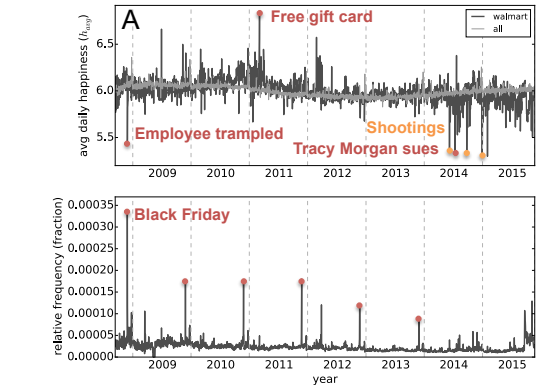 A
Free gift card
walmart
all
avg daily happiness (h_avg)
6.5
6.0
5.5
Employee trampled
Shootings
Tracy Morgan sues
2009 2010 2011 2012 2013 2014 2015
relative frequency (fraction)
0.00035
0.00030
0.00025
0.00020
0.00015
0.00010
0.00005
0.00000
Black Friday
2009 2010 2011 2012 2013 2014 2015
year